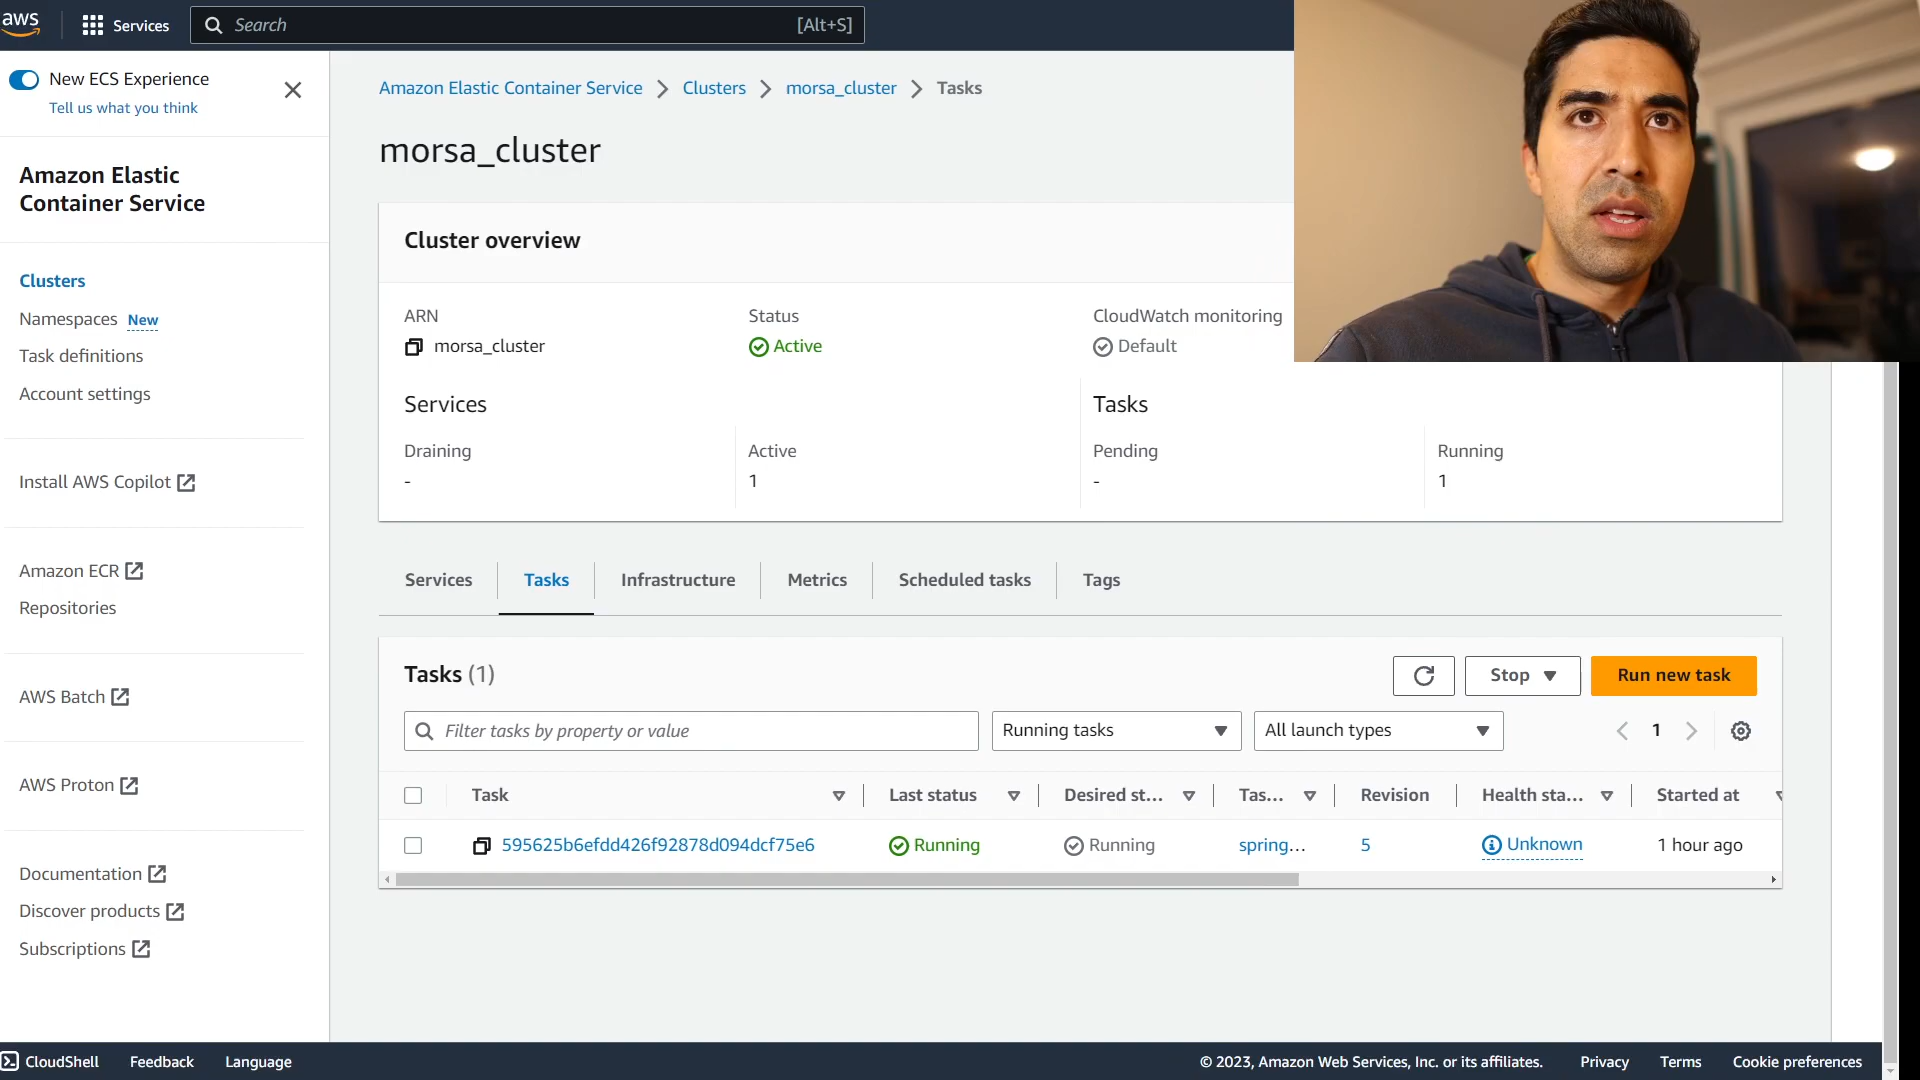 aws
Services
Search
[Alt+S]
New ECS Experience
Tell us what you think
Amazon Elastic
Container Service
Clusters
Namespaces New
Task definitions
Account settings
Install AWS Copilot
Amazon ECR
Repositories
AWS Batch
AWS Proton
Documentation
Discover products
Subscriptions
Amazon Elastic Container Service > Clusters > morsa_cluster > Tasks
morsa_cluster
Cluster overview
ARN
morsa_cluster
Status
Active
CloudWatch monitoring
Default
Services
Tasks
Draining
-
Active
1
Pending
-
Running
1
Services Tasks Infrastructure Metrics Scheduled tasks Tags
Tasks (1)
Stop
Run new task
Filter tasks by property or value
Running tasks
All launch types
1
Task Last status Desired st... Tas... Revision Health sta... Started at
595625b6efdd426f92878d094dcf75e6 Running Running spring... 5 Unknown 1 hour ago
CloudShell Feedback Language
© 2023, Amazon Web Services, Inc. or its affiliates. Privacy Terms Cookie preferences